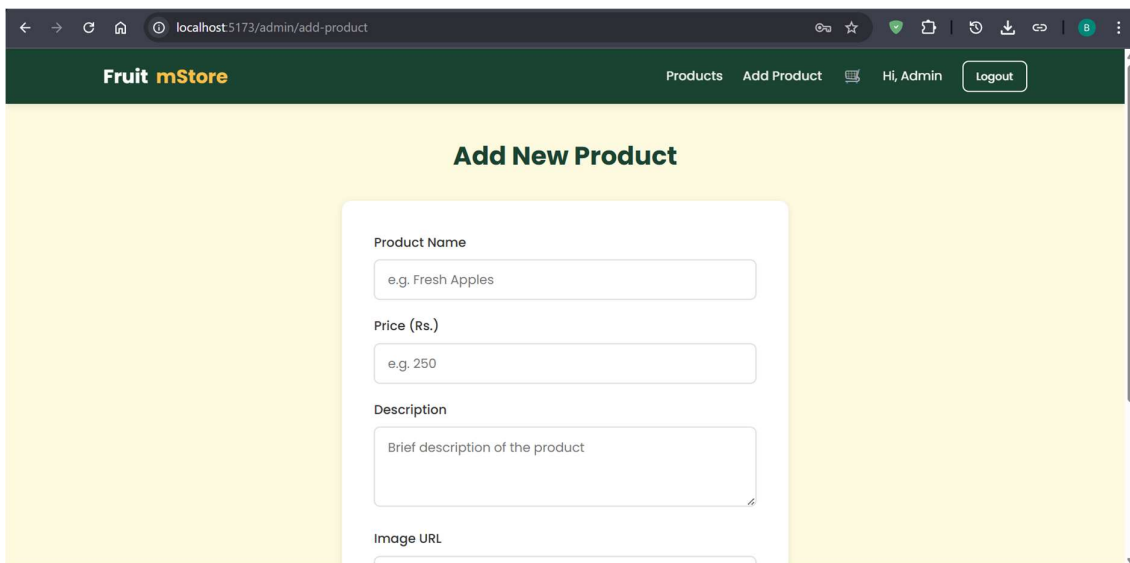 localhost:5173/admin/add-product
B
Fruit mStore
Products
Add Product
Hi, Admin
Logout
Add New Product
Product Name
e.g. Fresh Apples
Price (Rs.)
e.g. 250
Description
Brief description of the product
Image URL